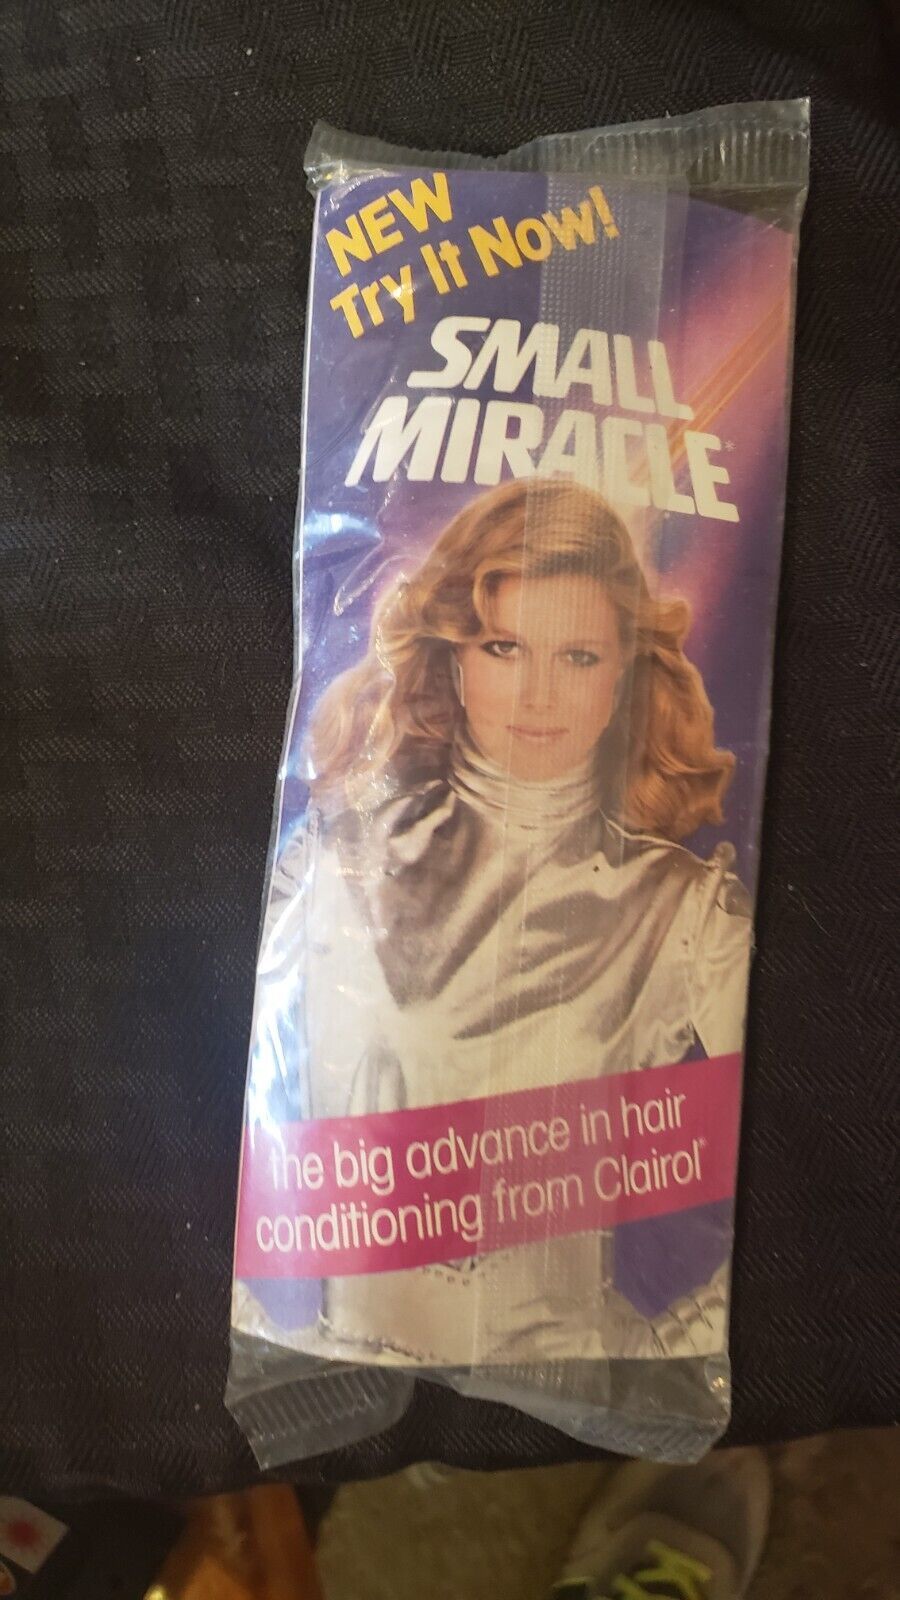 NEW
Try It Now!
SMALL
MIRACLE*
the big advance in hair
conditioning from Clairol®